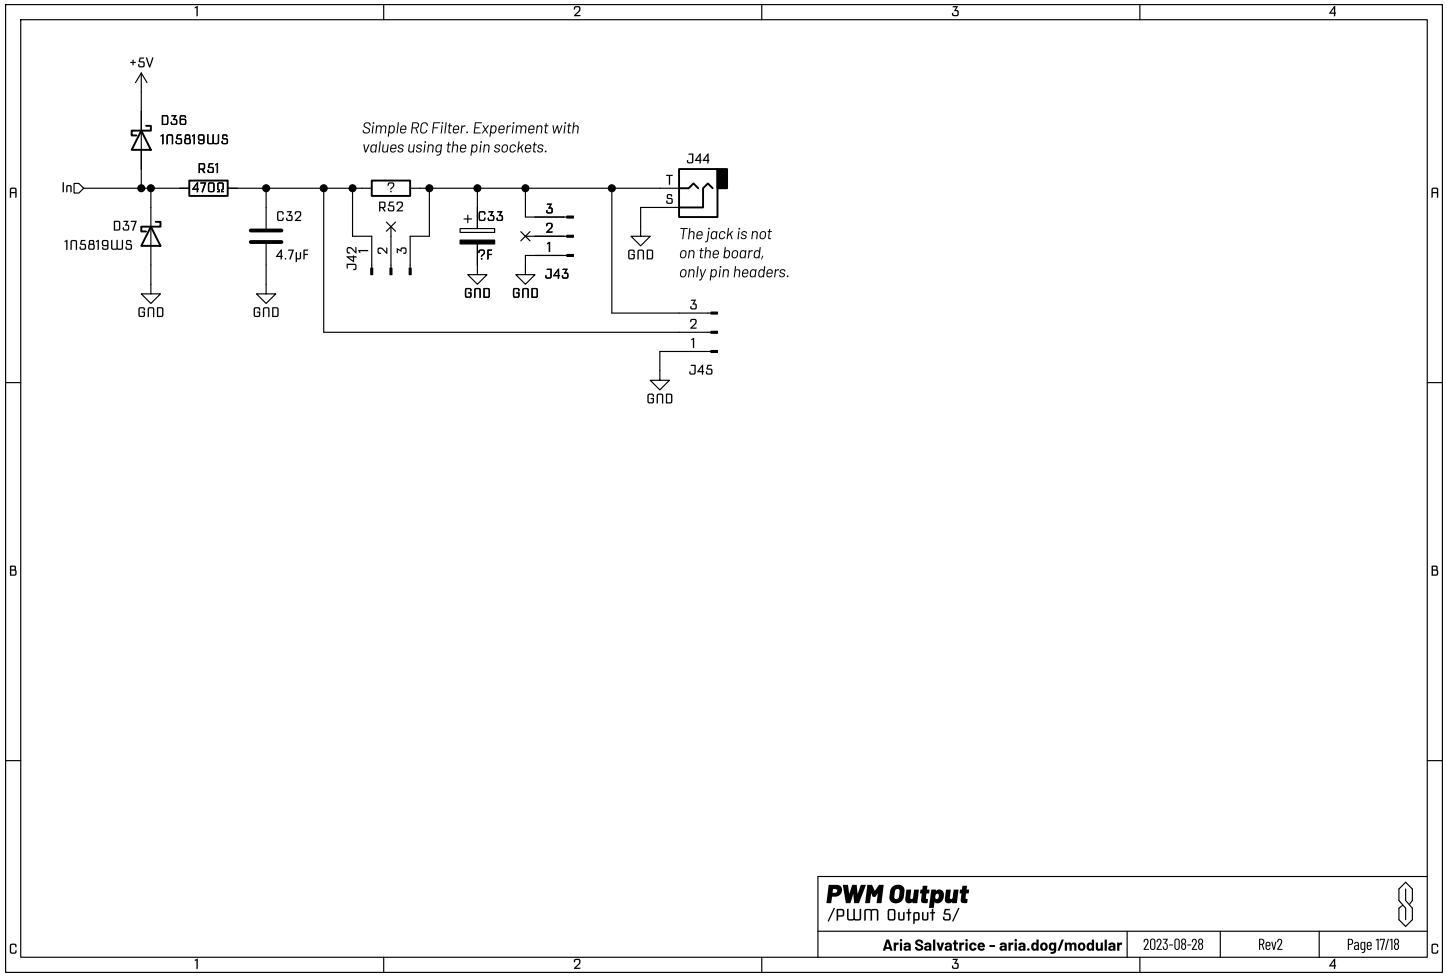 1
2
3
4
A
A
+5V
D36
1N5819WS
Simple RC Filter. Experiment with
values using the pin sockets.
In
R51
470Ω
?
R52
J44
T
S
D37
1N5819WS
C32
4.7µF
J42
1
2
3
+
C33
?F
3
2
1
J43
GND
GND
GND
GND
GND
The jack is not
on the board,
only pin headers.
3
2
1
J45
GND
B
B
PWM Output
/PWM Output 5/
Aria Salvatrice - aria.dog/modular
2023-08-28
Rev2
Page 17/18
C
C
1
2
3
4